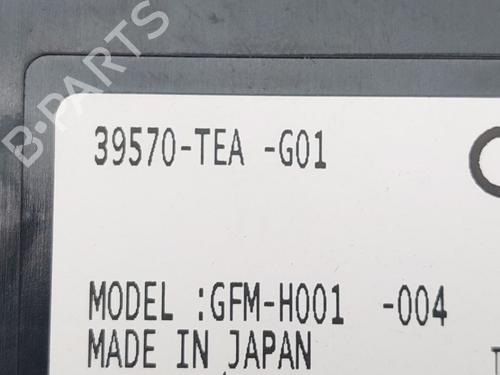 B-PARTS
39570-TEA -G01
MODEL :GFM-H001 -004
MADE IN JAPAN